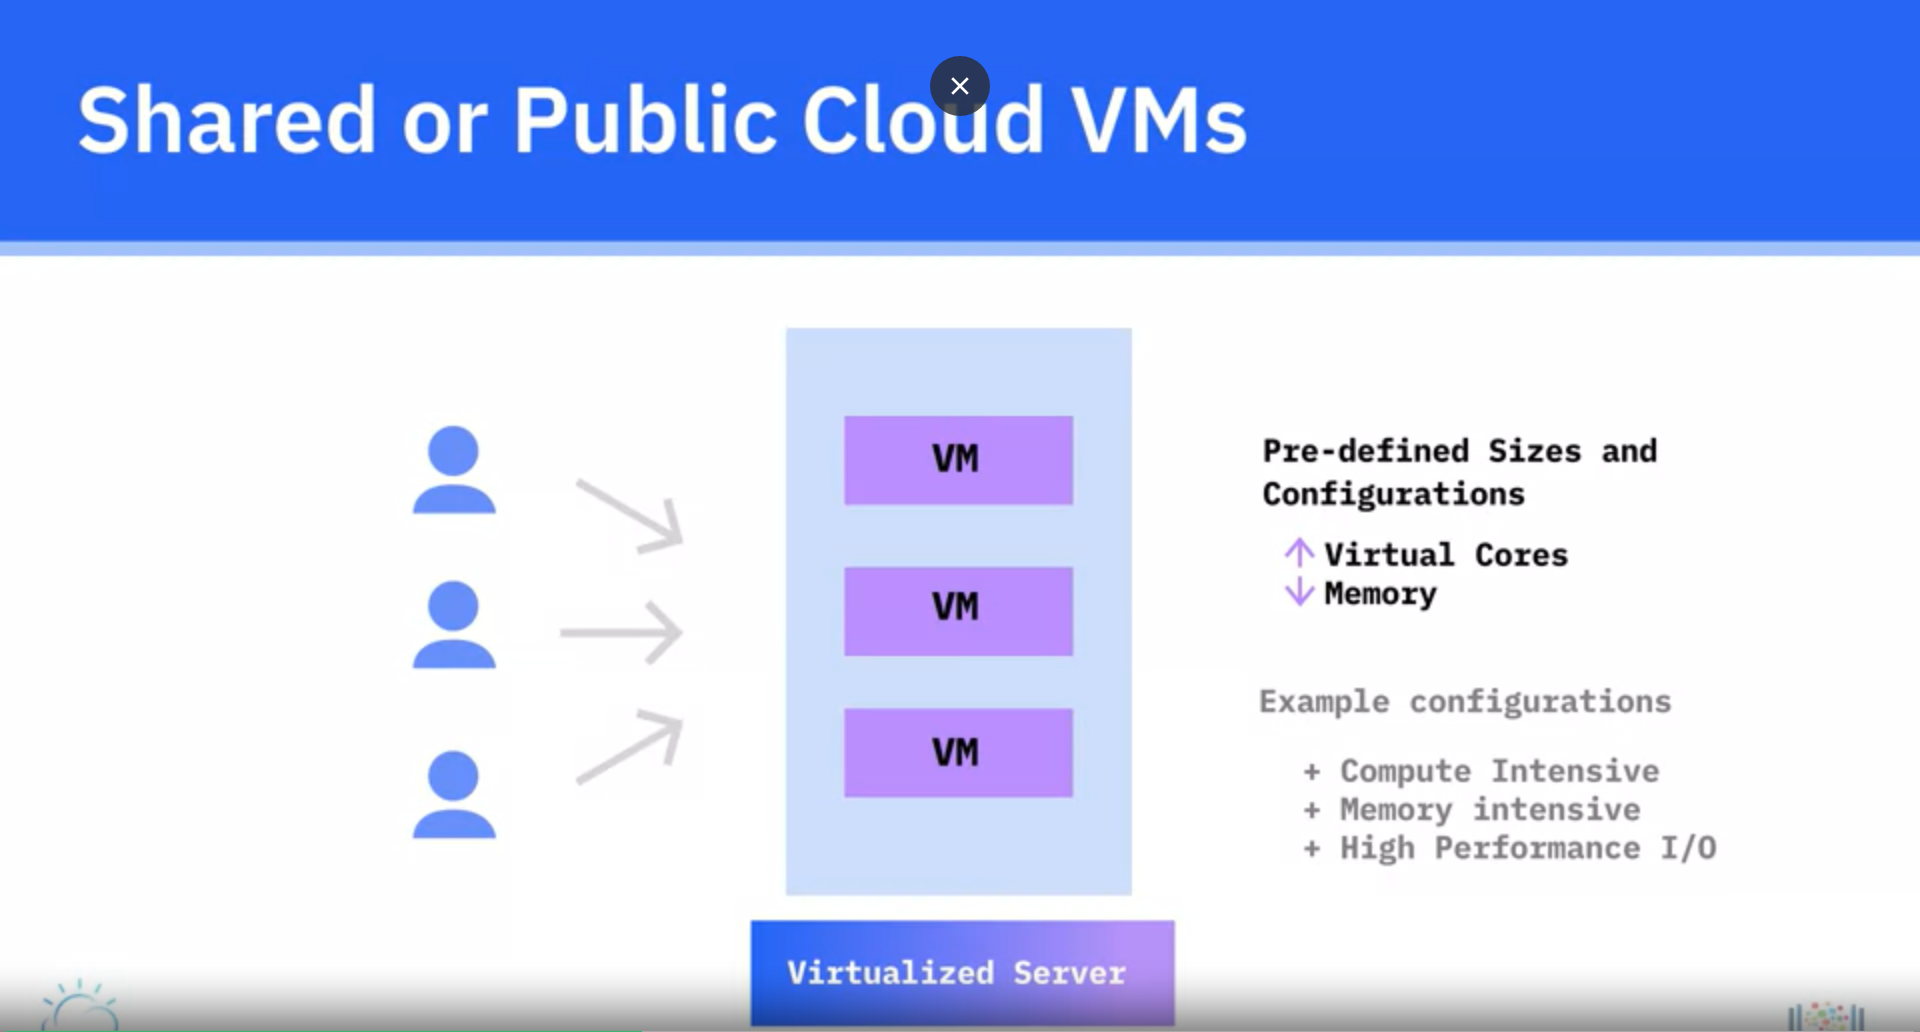 Shared or Public Cloud VMs
VM
VM
VM
Virtualized Server
Pre-defined Sizes and
Configurations
↑ Virtual Cores
↓ Memory
Example configurations
+ Compute Intensive
+ Memory intensive
+ High Performance I/O